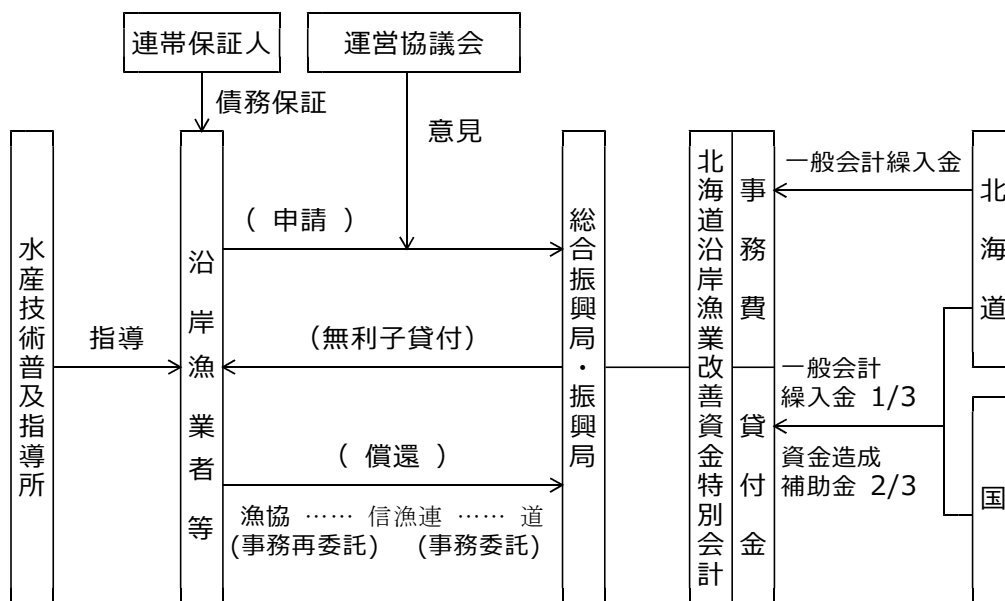 連帯保証人
運営協議会
債務保証
意見
水産技術普及指導所
指導
沿岸漁業者等
( 申請 )
(無利子貸付)
( 償還 )
漁協 …… 信漁連 …… 道
(事務再委託) (事務委託)
総合振興局・振興局
北海道沿岸漁業改善資金特別会計
事務費
貸付金
一般会計繰入金
一般会計
繰入金 1/3
資金造成
補助金 2/3
北海道
国